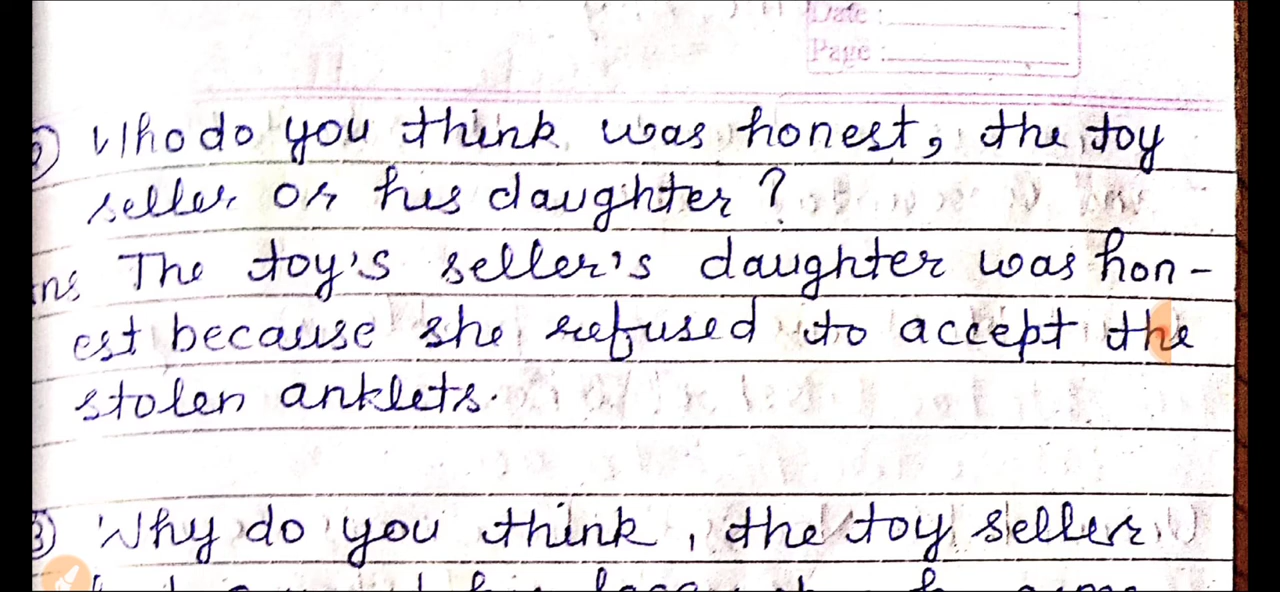 Date :
Page :
Who do you think was honest, the toy
seller or his daughter ?
ns The toy's seller's daughter was hon-
est because she refused to accept the
stolen anklets.
3) Why do you think, the toy seller